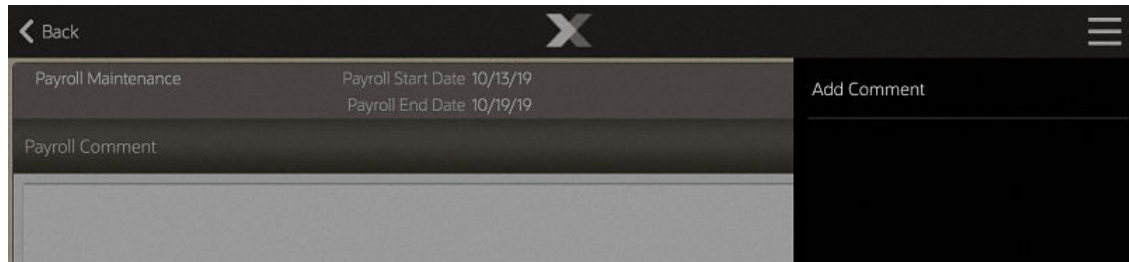 Back
Payroll Maintenance
Payroll Start Date 10/13/19
Payroll End Date 10/19/19
Add Comment
Payroll Comment